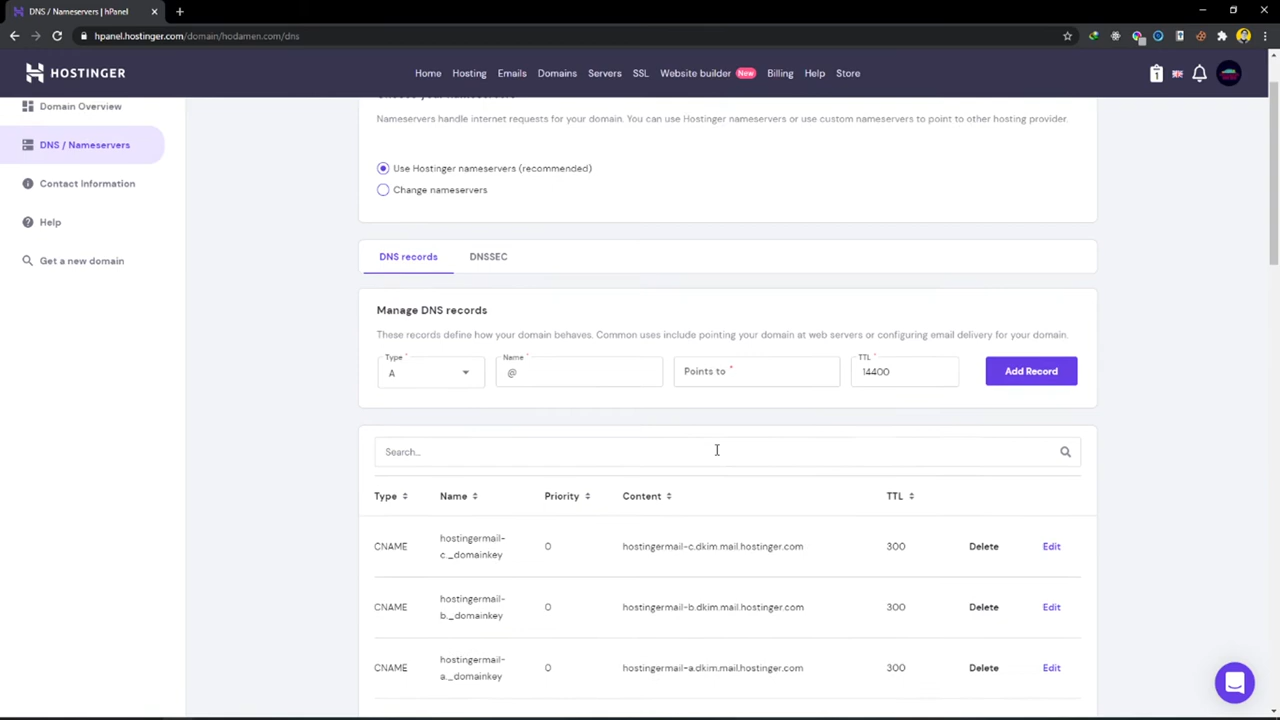 DNS / Nameservers | hPanel
hpanel.hostinger.com/domain/hodamen.com/dns
HOSTINGER
Home Hosting Emails Domains Servers SSL Website builder New Billing Help Store
Domain Overview
DNS / Nameservers
Contact Information
Help
Get a new domain
Nameservers handle internet requests for your domain. You can use Hostinger nameservers or use custom nameservers to point to other hosting provider.
Use Hostinger nameservers (recommended)
Change nameservers
DNS records DNSSEC
Manage DNS records
These records define how your domain behaves. Common uses include pointing your domain at web servers or configuring email delivery for your domain.
Type * Name * TTL *
A @ Points to * 14400 Add Record
Search...
Type Name Priority Content TTL
CNAME hostingermail-c._domainkey 0 hostingermail-c.dkim.mail.hostinger.com 300 Delete Edit
CNAME hostingermail-b._domainkey 0 hostingermail-b.dkim.mail.hostinger.com 300 Delete Edit
CNAME hostingermail-a._domainkey 0 hostingermail-a.dkim.mail.hostinger.com 300 Delete Edit